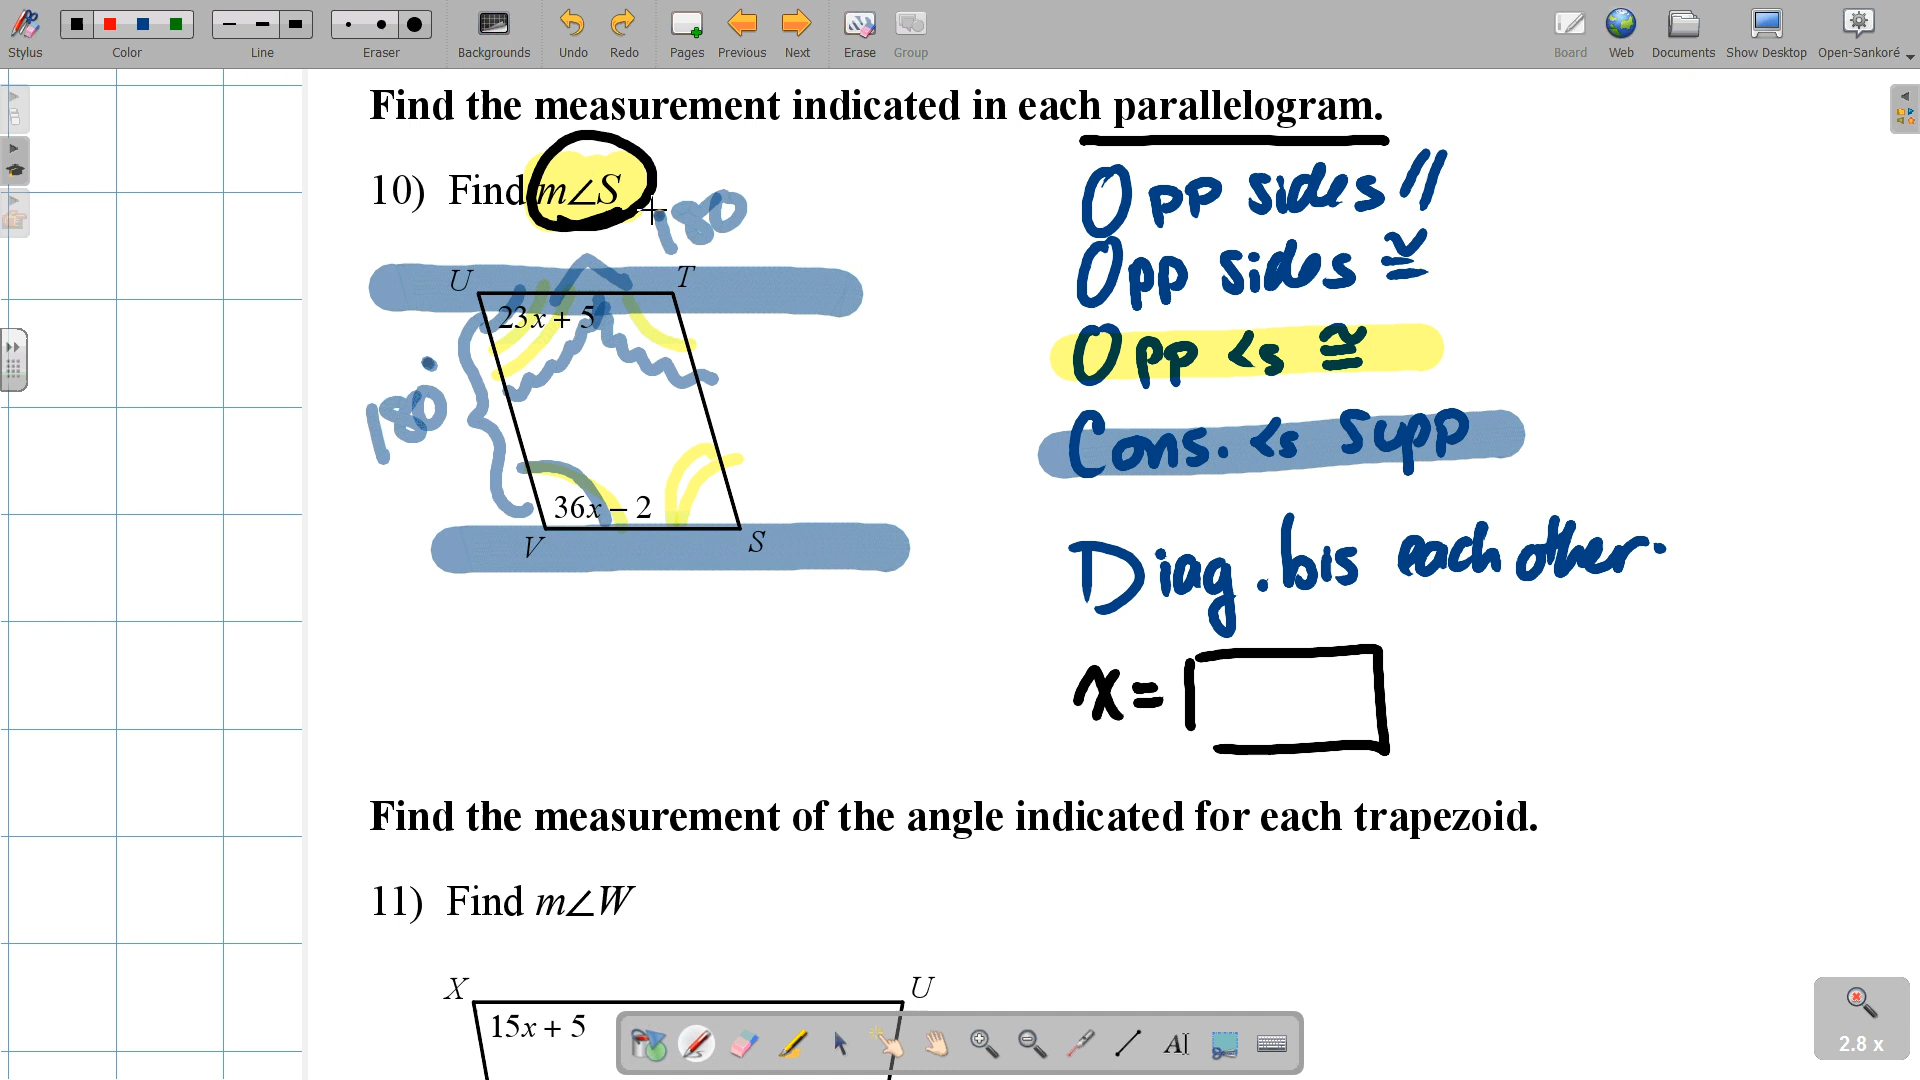 Stylus Color Line Eraser Backgrounds Undo Redo Pages Previous Next Erase Group Board Web Documents Show Desktop Open-Sankoré
Find the measurement indicated in each parallelogram.
10) Find m∠S
180
U T
23x + 5
180°
36x – 2
V S
Opp sides //
Opp sides ≅
Opp <s ≅
Cons. <s Supp
Diag. bis each other.
x =
Find the measurement of the angle indicated for each trapezoid.
11) Find m∠W
X U
15x + 5
2.8 x